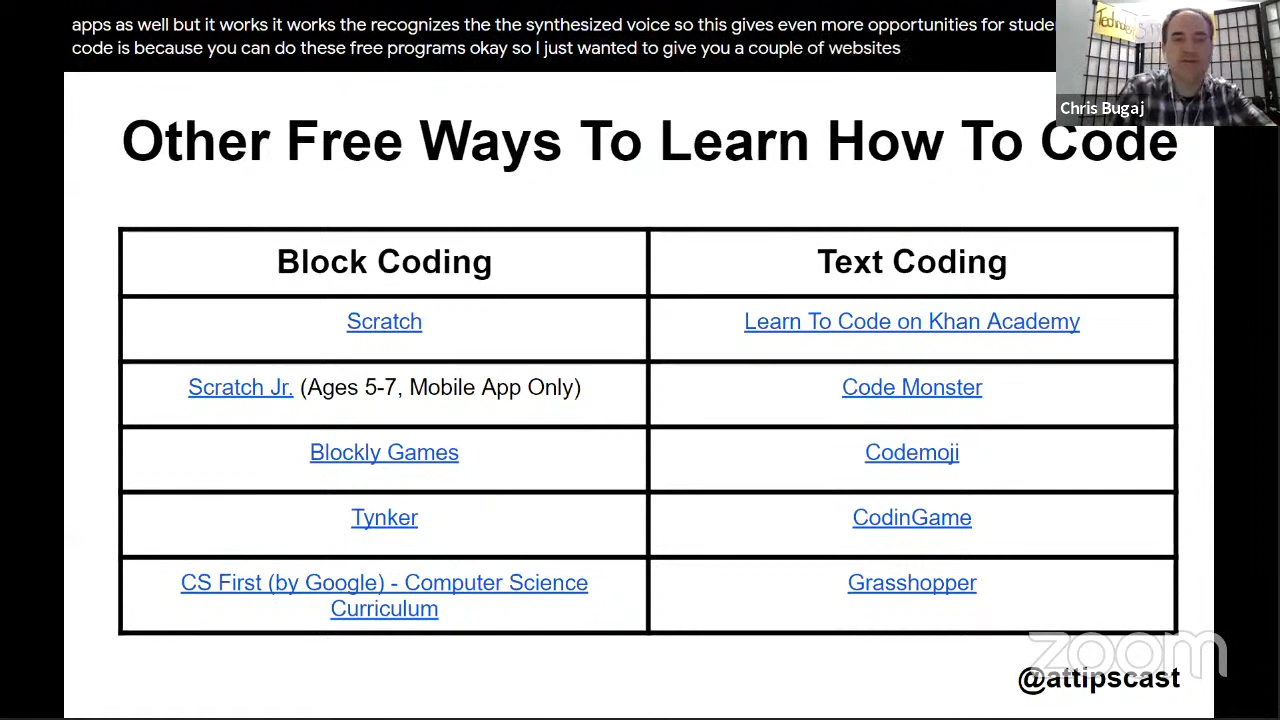 apps as well but it works it works the recognizes the the synthesized voice so this gives even more opportunities for stude
code is because you can do these free programs okay so I just wanted to give you a couple of websites
Technology
Chris Bugaj
Other Free Ways To Learn How To Code
Block Coding
Text Coding
Scratch
Learn To Code on Khan Academy
Scratch Jr. (Ages 5-7, Mobile App Only)
Code Monster
Blockly Games
Codemoji
Tynker
CodinGame
CS First (by Google) - Computer Science
Curriculum
Grasshopper
zoom
@attipscast